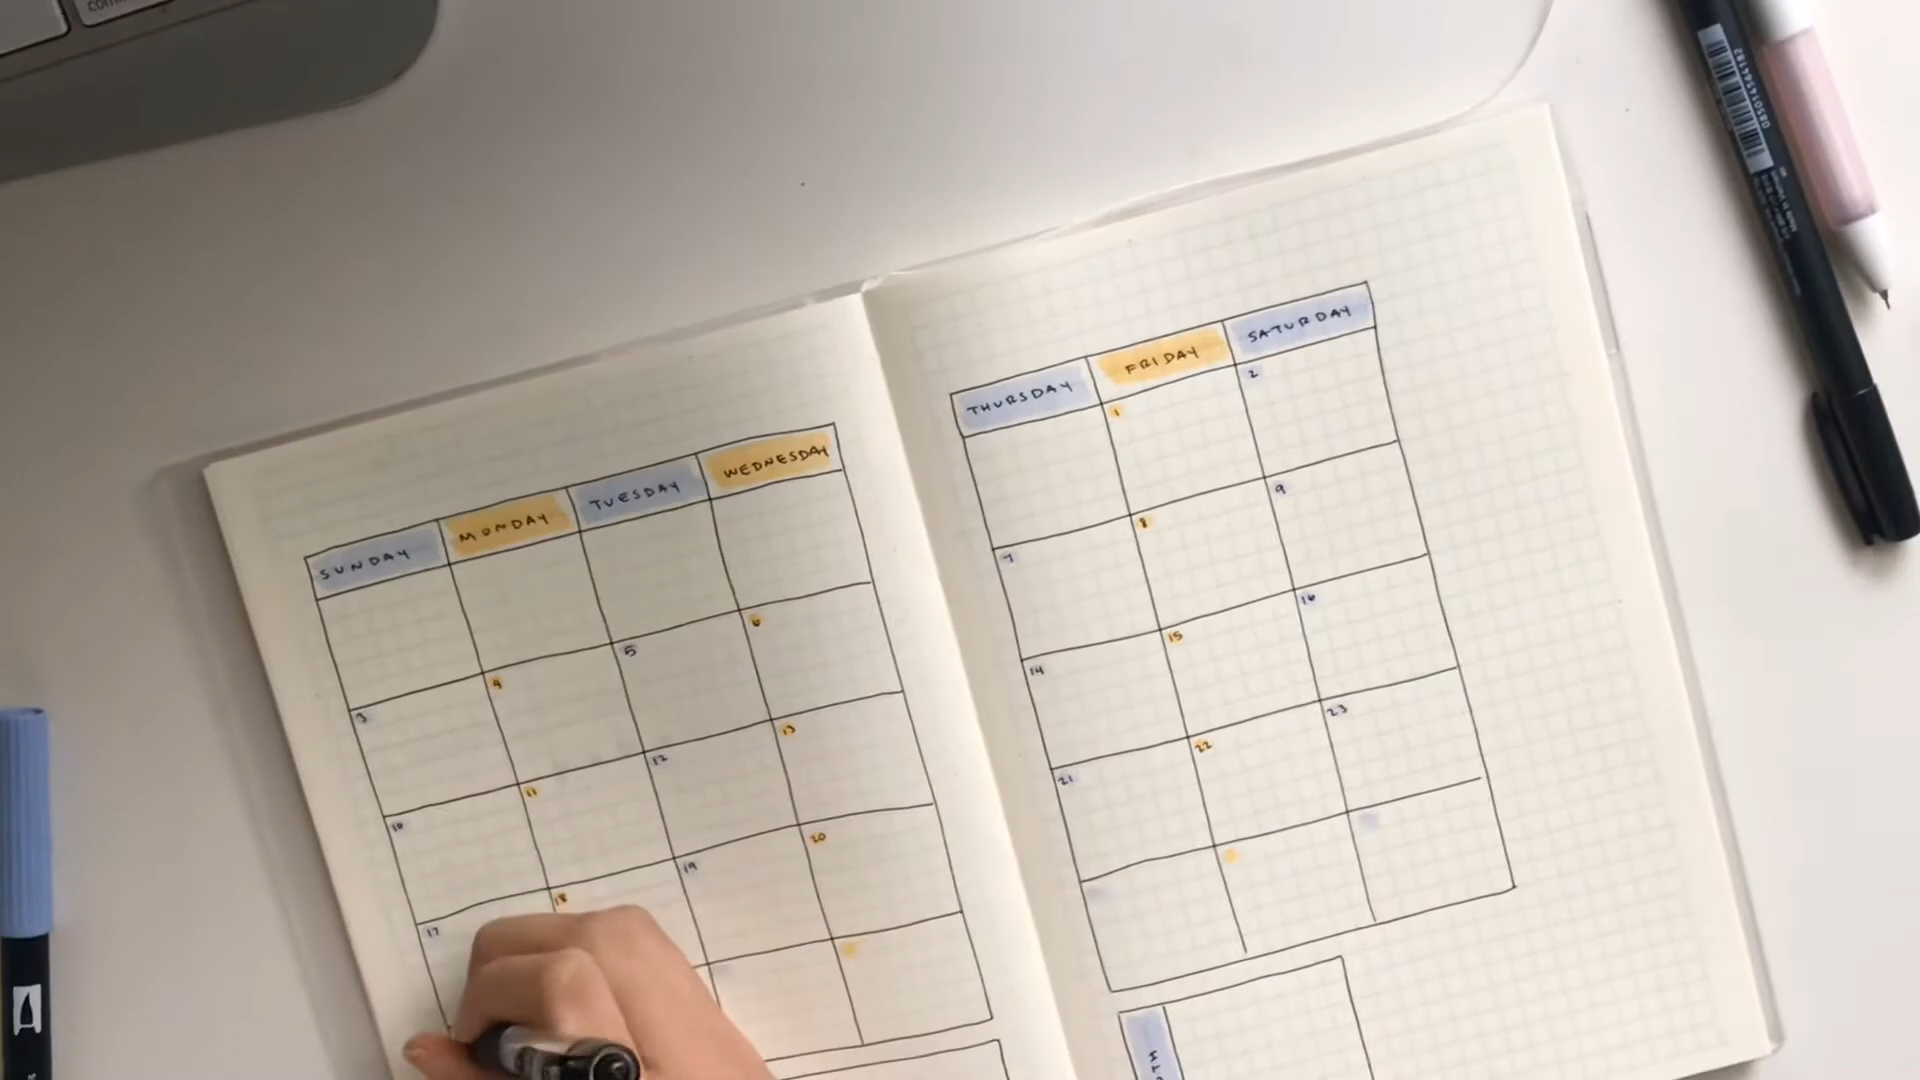 SUNDAY MONDAY TUESDAY WEDNESDAY THURSDAY FRIDAY SATURDAY
1 2
3 4 5 6 7 8 9
10 11 12 13 14 15 16
17 18 19 20 21 22 23
085014564182